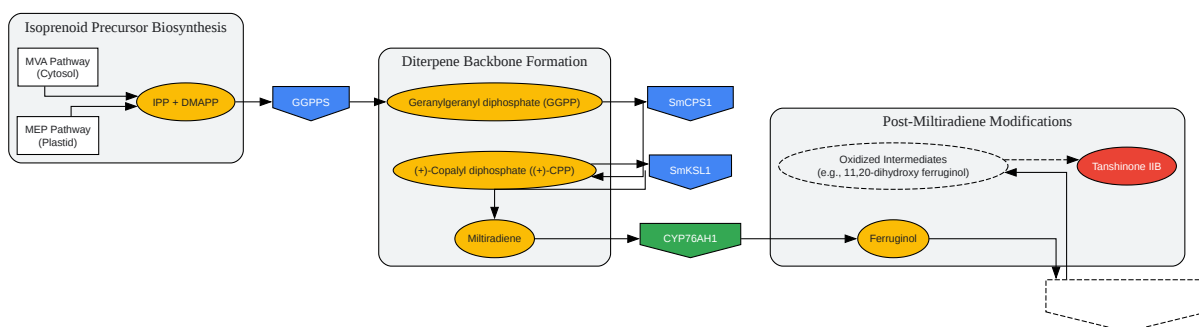 Isoprenoid Precursor Biosynthesis
MVA Pathway
(Cytosol)
IPP + DMAPP
MEP Pathway
(Plastid)
GGPPS
Diterpene Backbone Formation
Geranylgeranyl diphosphate (GGPP)
SmCPS1
(+)-Copalyl diphosphate ((+)-CPP)
SmKSL1
Miltiradiene
CYP76AH1
Post-Miltiradiene Modifications
Oxidized Intermediates
(e.g., 11,20-dihydroxy ferruginol)
Tanshinone IIB
Ferruginol